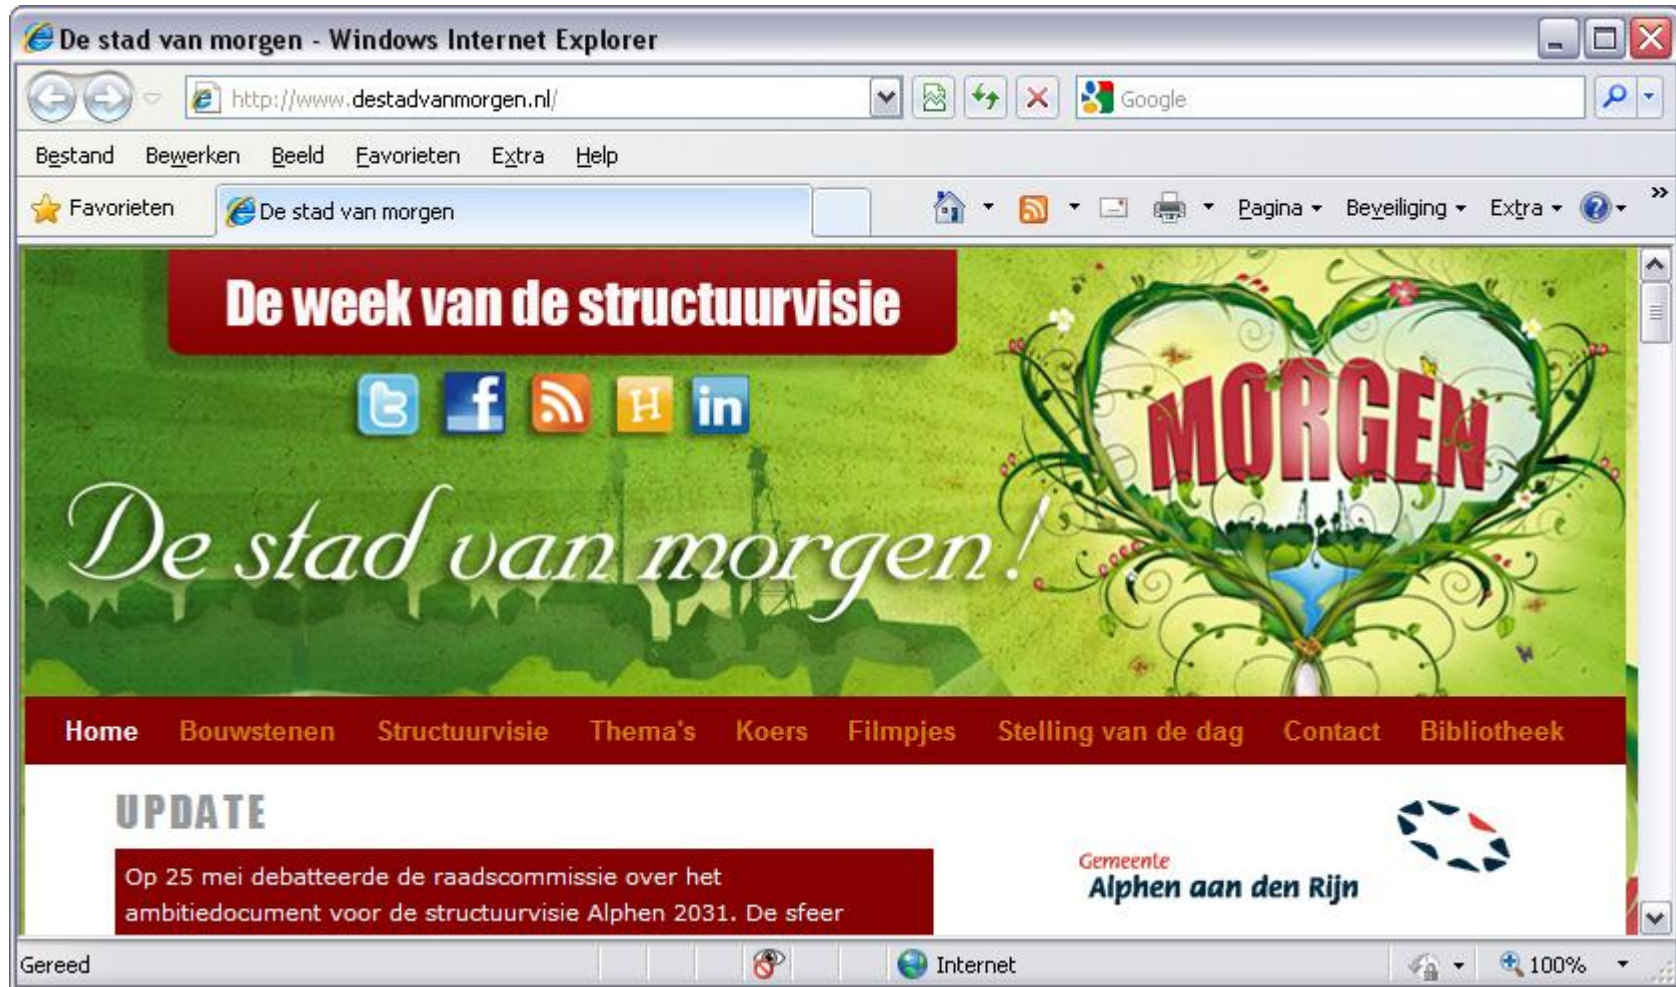 De stad van morgen - Windows Internet Explorer
http://www.destadvanmorgen.nl/
Google
Bestand Bewerken Beeld Favorieten Extra Help
Favorieten De stad van morgen Pagina Beveiliging Extra
De week van de structuurvisie
f H in
MORGEN
De stad van morgen!
Home Bouwstenen Structuurvisie Thema's Koers Filmpjes Stelling van de dag Contact Bibliotheek
UPDATE
Op 25 mei debatteerde de raadscommissie over het
ambitiedocument voor de structuurvisie Alphen 2031. De sfeer
Gemeente
Alphen aan den Rijn
Gereed Internet 100%